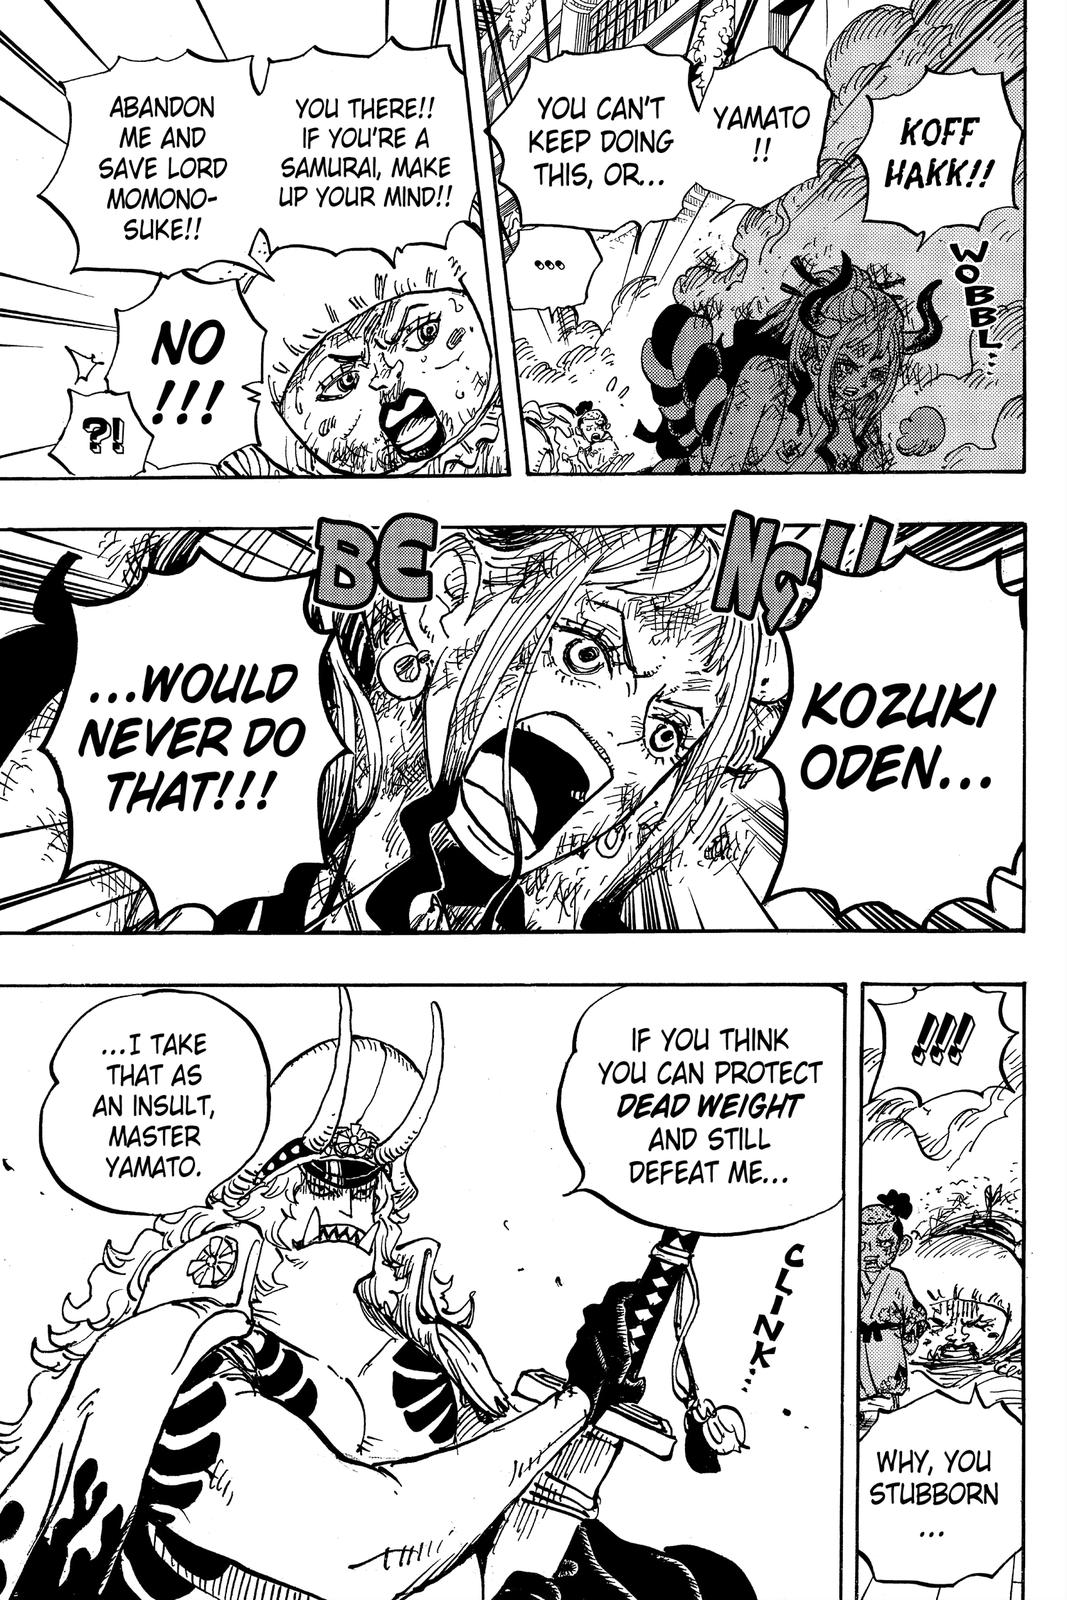 KOFF
HAKK!!
WOBBL...
YAMATO
!!
YOU CAN'T
KEEP DOING
THIS, OR...
...
YOU THERE!!
IF YOU'RE A
SAMURAI, MAKE
UP YOUR MIND!!
ABANDON
ME AND
SAVE LORD
MOMONO-
SUKE!!
NO
!!!
?!
BE
NG!!
KOZUKI
ODEN...
...WOULD
NEVER DO
THAT!!!
!!!
WHY, YOU
STUBBORN
...
IF YOU THINK
YOU CAN PROTECT
DEAD WEIGHT
AND STILL
DEFEAT ME...
CLINK...
...I TAKE
THAT AS
AN INSULT,
MASTER
YAMATO.